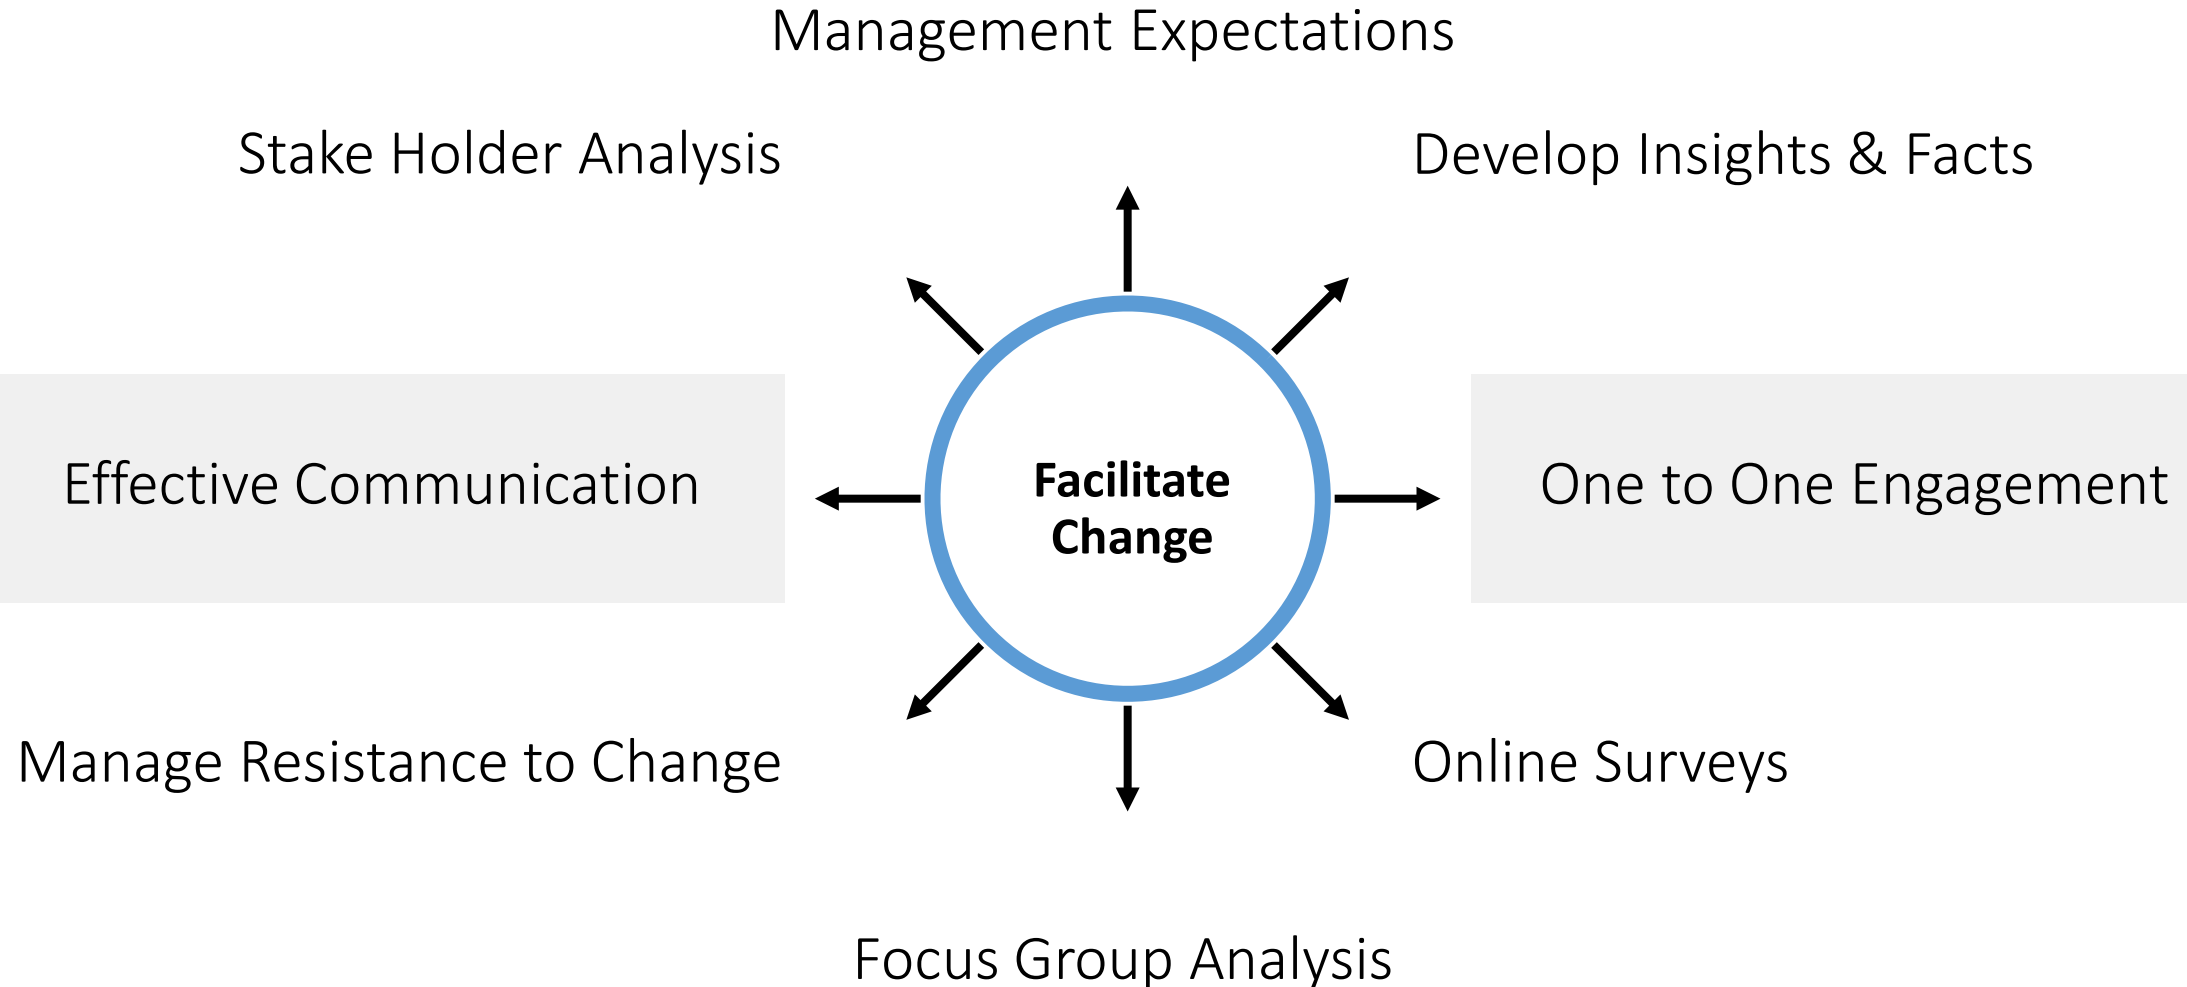 Management Expectations
Stake Holder Analysis
Develop Insights & Facts
Effective Communication
Facilitate
Change
One to One Engagement
Manage Resistance to Change
Online Surveys
Focus Group Analysis